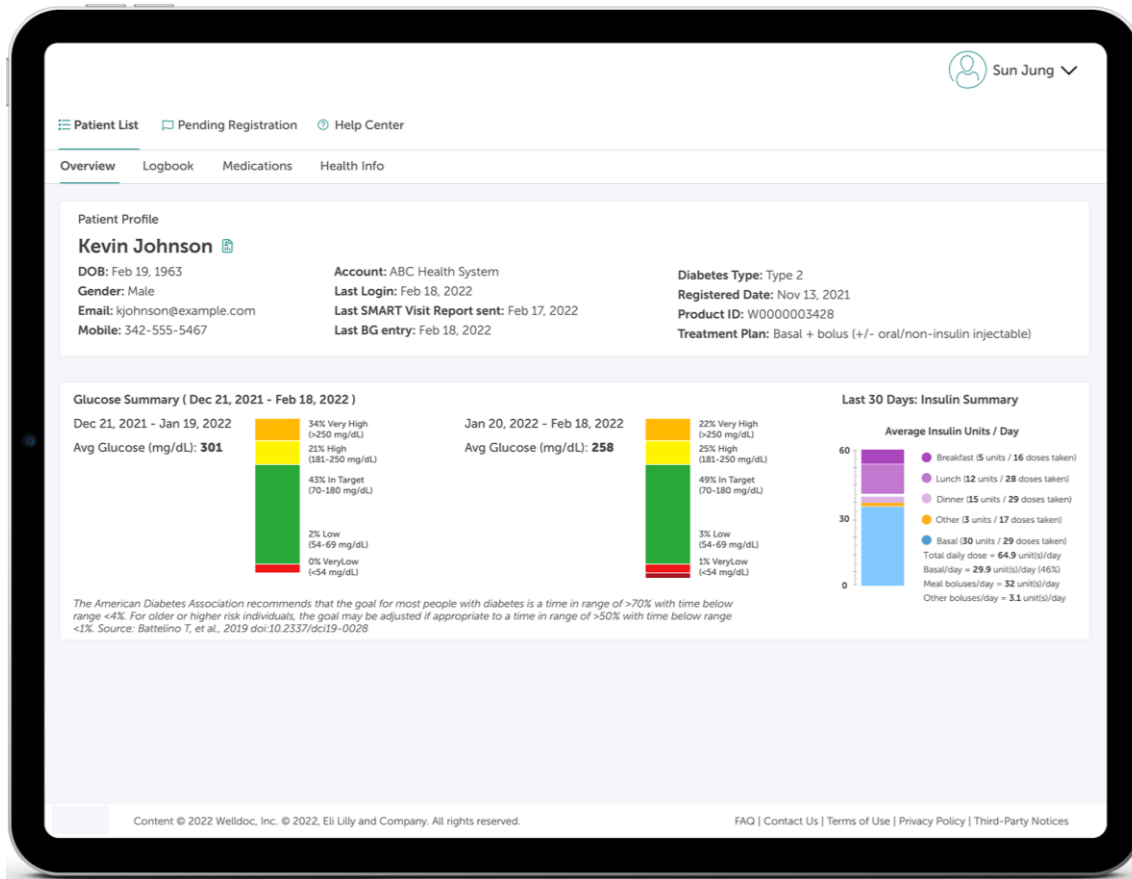 Sun Jung
Patient List
Pending Registration
Help Center
Overview
Logbook
Medications
Health Info
Patient Profile
Kevin Johnson
DOB: Feb 19, 1963
Gender: Male
Email: kjohnson@example.com
Mobile: 342-555-5467
Account: ABC Health System
Last Login: Feb 18, 2022
Last SMART Visit Report sent: Feb 17, 2022
Last BG entry: Feb 18, 2022
Diabetes Type: Type 2
Registered Date: Nov 13, 2021
Product ID: W0000003428
Treatment Plan: Basal + bolus (+/- oral/non-insulin injectable)
Glucose Summary ( Dec 21, 2021 - Feb 18, 2022 )
Dec 21, 2021 - Jan 19, 2022
Avg Glucose (mg/dL): 301
34% Very High
(>250 mg/dL)
21% High
(181-250 mg/dL)
43% In Target
(70-180 mg/dL)
2% Low
(54-69 mg/dL)
0% VeryLow
(<54 mg/dL)
Jan 20, 2022 - Feb 18, 2022
Avg Glucose (mg/dL): 258
22% Very High
(>250 mg/dL)
25% High
(181-250 mg/dL)
49% In Target
(70-180 mg/dL)
3% Low
(54-69 mg/dL)
1% VeryLow
(<54 mg/dL)
The American Diabetes Association recommends that the goal for most people with diabetes is a time in range of >70% with time below
range <4%. For older or higher risk individuals, the goal may be adjusted if appropriate to a time in range of >50% with time below range
<1%. Source: Battelino T, et al., 2019 doi:10.2337/dci19-0028
Last 30 Days: Insulin Summary
Average Insulin Units / Day
60
30
0
Breakfast (5 units / 16 doses taken)
Lunch (12 units / 28 doses taken)
Dinner (15 units / 29 doses taken)
Other (3 units / 17 doses taken)
Basal (30 units / 29 doses taken)
Total daily dose = 64.9 unit(s)/day
Basal/day = 29.9 unit(s)/day (46%)
Meal boluses/day = 32 unit(s)/day
Other boluses/day = 3.1 unit(s)/day
Content © 2022 Welldoc, Inc. © 2022, Eli Lilly and Company. All rights reserved.
FAQ | Contact Us | Terms of Use | Privacy Policy | Third-Party Notices